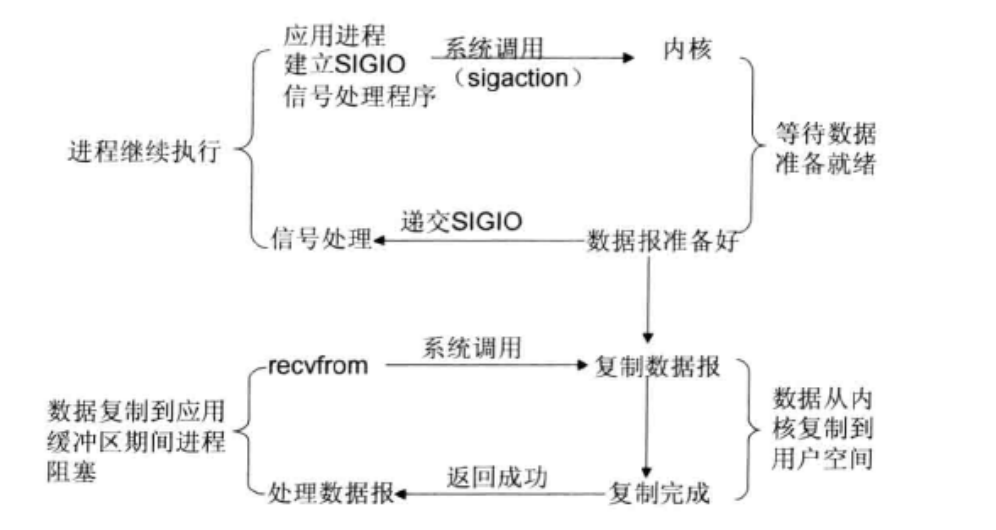 应用进程
建立SIGIO
信号处理程序
系统调用
（sigaction）
内核
进程继续执行
等待数据
准备就绪
信号处理
递交SIGIO
数据报准备好
recvfrom
系统调用
复制数据报
数据复制到应用
缓冲区期间进程
阻塞
数据从内
核复制到
用户空间
处理数据报
返回成功
复制完成